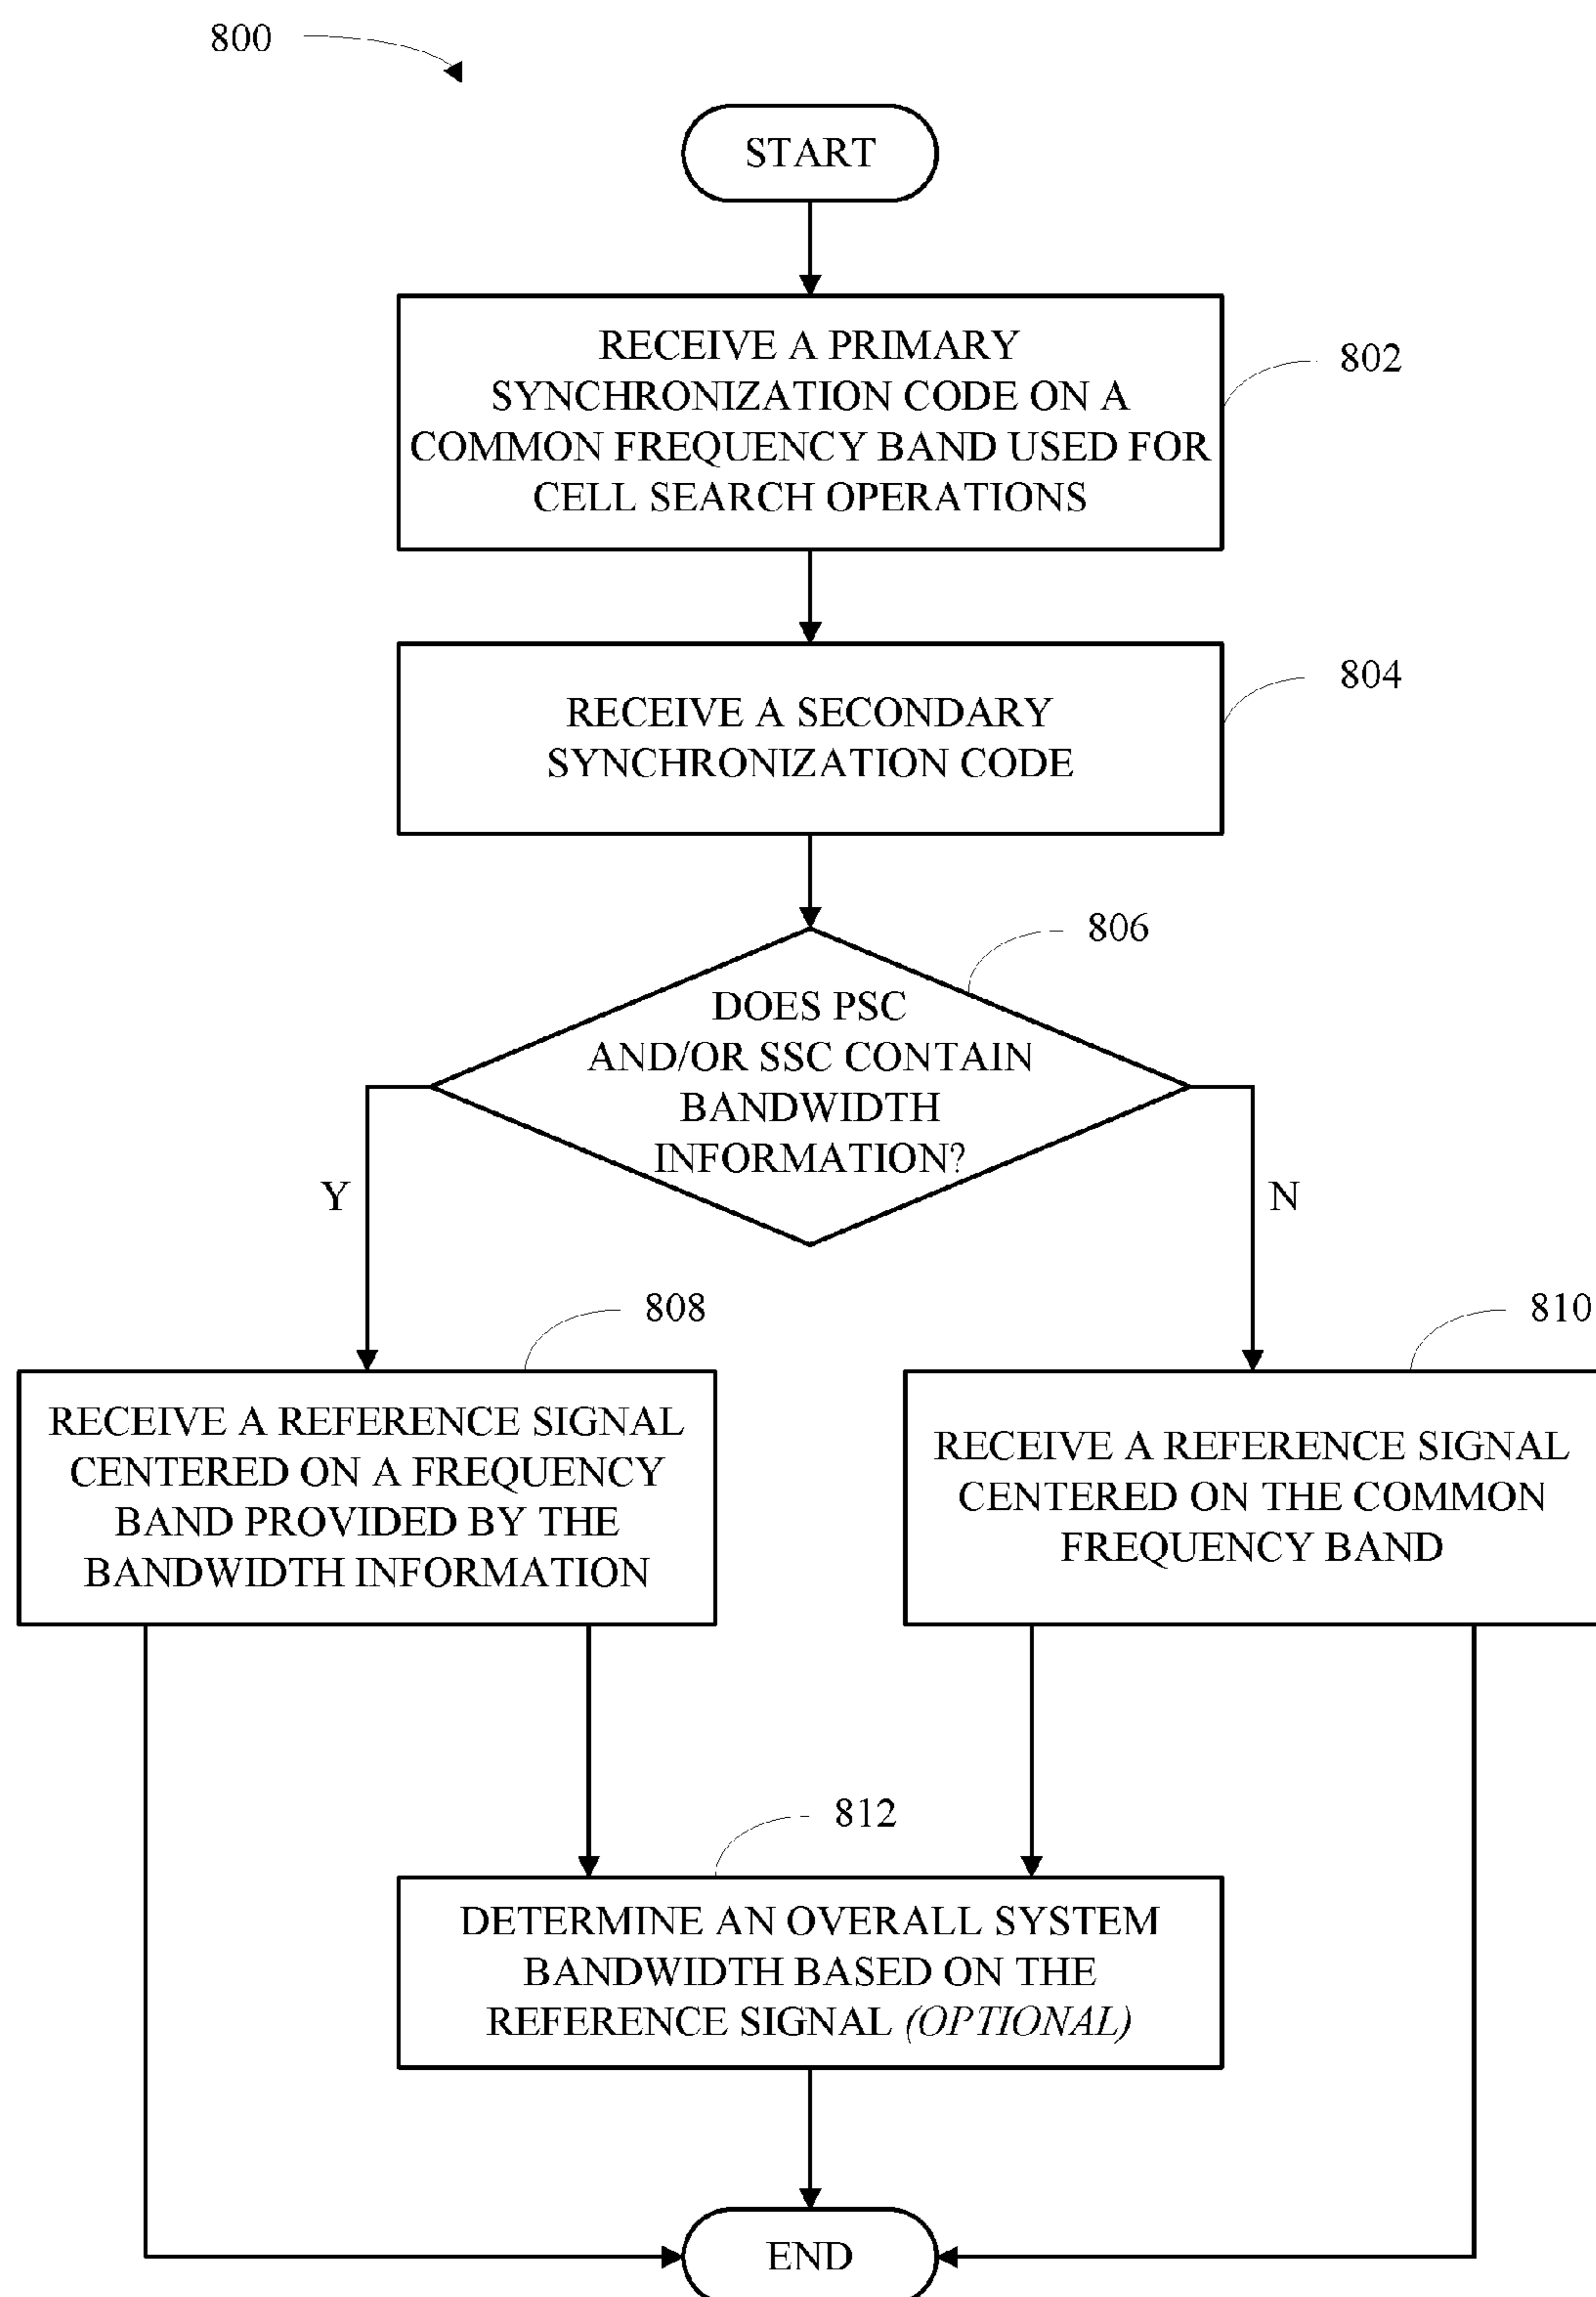 800
START
RECEIVE A PRIMARY
SYNCHRONIZATION CODE ON A
COMMON FREQUENCY BAND USED FOR
CELL SEARCH OPERATIONS
802
RECEIVE A SECONDARY
SYNCHRONIZATION CODE
804
DOES PSC
AND/OR SSC CONTAIN
BANDWIDTH
INFORMATION?
806
Y
N
RECEIVE A REFERENCE SIGNAL
CENTERED ON A FREQUENCY
BAND PROVIDED BY THE
BANDWIDTH INFORMATION
808
RECEIVE A REFERENCE SIGNAL
CENTERED ON THE COMMON
FREQUENCY BAND
810
DETERMINE AN OVERALL SYSTEM
BANDWIDTH BASED ON THE
REFERENCE SIGNAL (OPTIONAL)
812
END